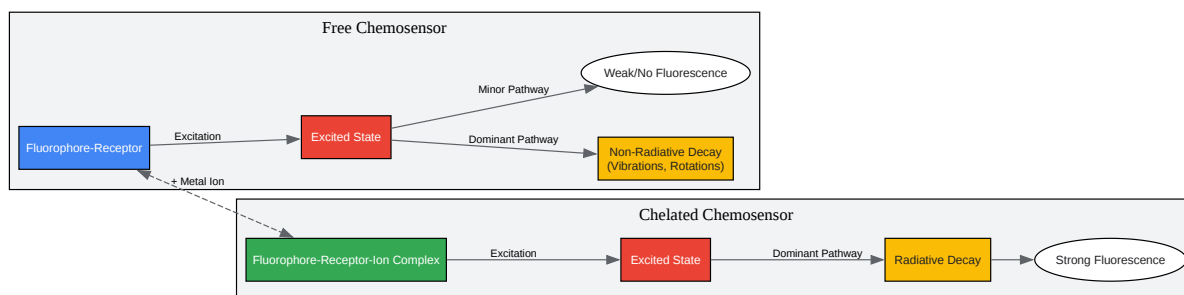 Free Chemosensor
Weak/No Fluorescence
Minor Pathway
Fluorophore-Receptor
Excitation
Excited State
Dominant Pathway
Non-Radiative Decay
(Vibrations, Rotations)
+ Metal Ion
Chelated Chemosensor
Fluorophore-Receptor-Ion Complex
Excitation
Excited State
Dominant Pathway
Radiative Decay
Strong Fluorescence